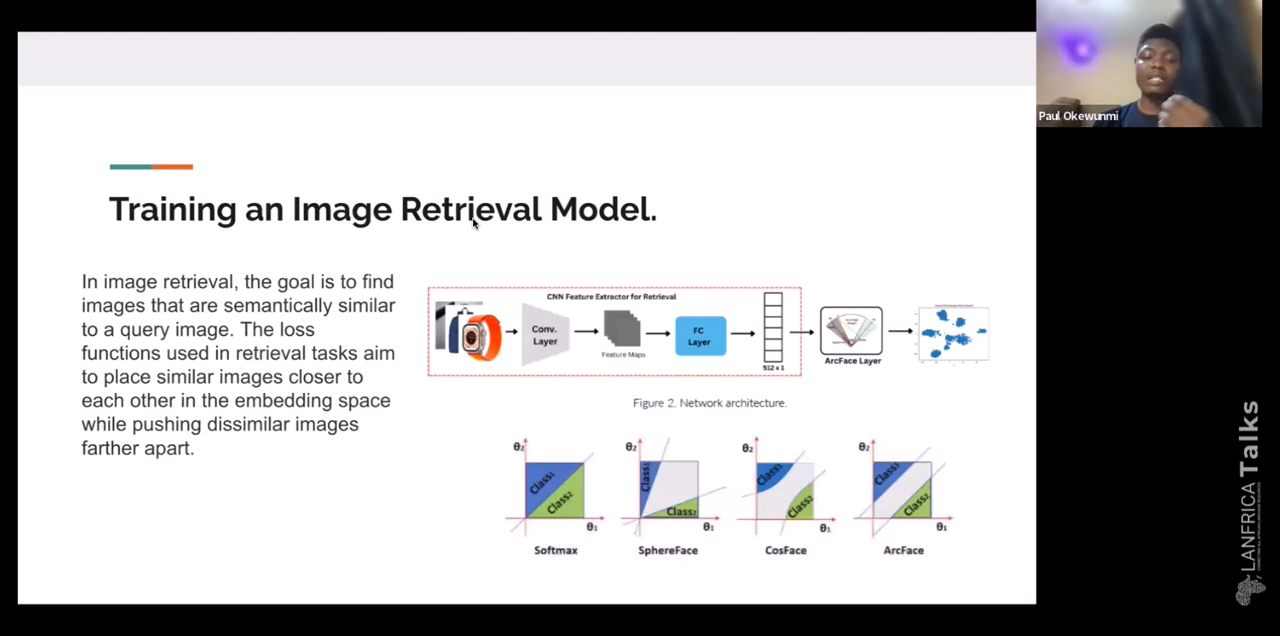 Paul Okewunmi
Training an Image Retrieval Model.
In image retrieval, the goal is to find
images that are semantically similar
to a query image. The loss
functions used in retrieval tasks aim
to place similar images closer to
each other in the embedding space
while pushing dissimilar images
farther apart.
CNN Feature Extractor for Retrieval
Conv.
Layer
Feature Maps
FC
Layer
512 x 1
ArcFace Layer
Figure 2. Network architecture.
θ₂
Class₁
Class₂
θ₁
Softmax
θ₂
Class₁
Class₂
θ₁
SphereFace
θ₂
Class₁
Class₂
θ₁
CosFace
θ₂
Class₁
Class₂
θ₁
ArcFace
LANFRICA Talks